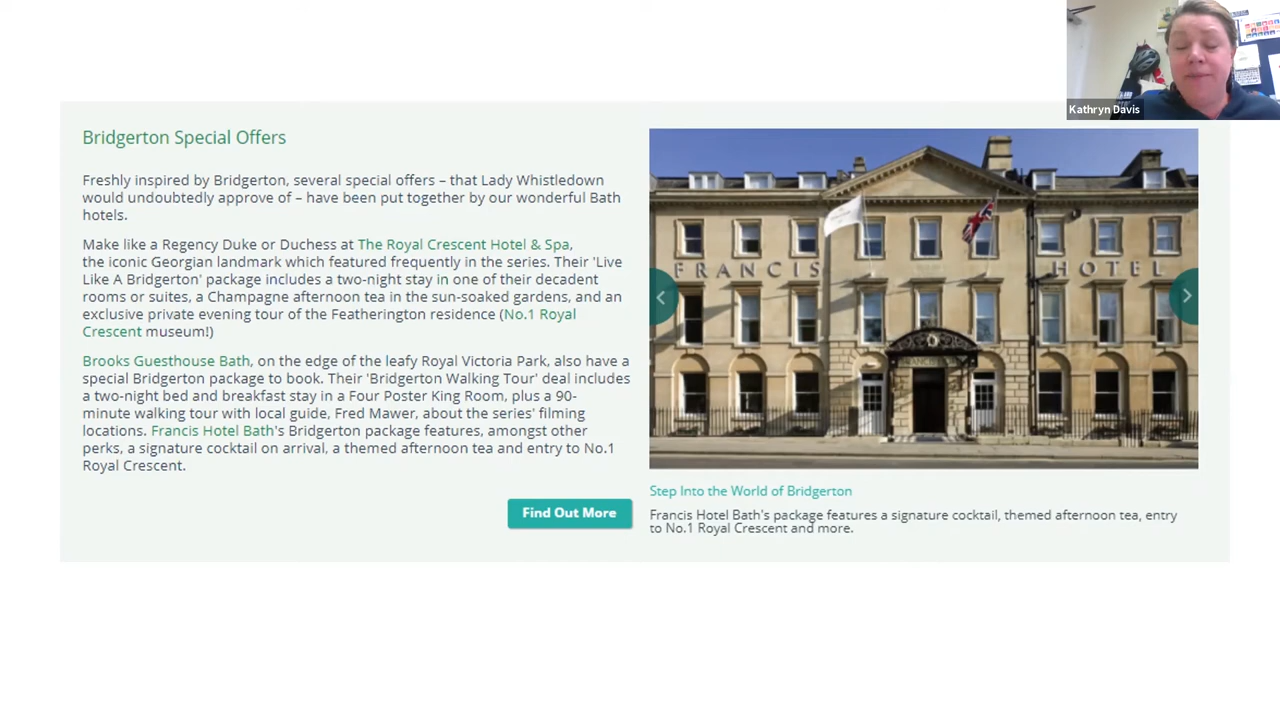 Kathryn Davis
Bridgerton Special Offers
Freshly inspired by Bridgerton, several special offers – that Lady Whistledown
would undoubtedly approve of – have been put together by our wonderful Bath
hotels.
Make like a Regency Duke or Duchess at The Royal Crescent Hotel & Spa,
the iconic Georgian landmark which featured frequently in the series. Their 'Live
Like A Bridgerton' package includes a two-night stay in one of their decadent
rooms or suites, a Champagne afternoon tea in the sun-soaked gardens, and an
exclusive private evening tour of the Featherington residence (No.1 Royal
Crescent museum!)
Brooks Guesthouse Bath, on the edge of the leafy Royal Victoria Park, also have a
special Bridgerton package to book. Their 'Bridgerton Walking Tour' deal includes
a two-night bed and breakfast stay in a Four Poster King Room, plus a 90-
minute walking tour with local guide, Fred Mawer, about the series' filming
locations. Francis Hotel Bath's Bridgerton package features, amongst other
perks, a signature cocktail on arrival, a themed afternoon tea and entry to No.1
Royal Crescent.
Find Out More
FRANCIS HOTEL
Step Into the World of Bridgerton
Francis Hotel Bath's package features a signature cocktail, themed afternoon tea, entry
to No.1 Royal Crescent and more.